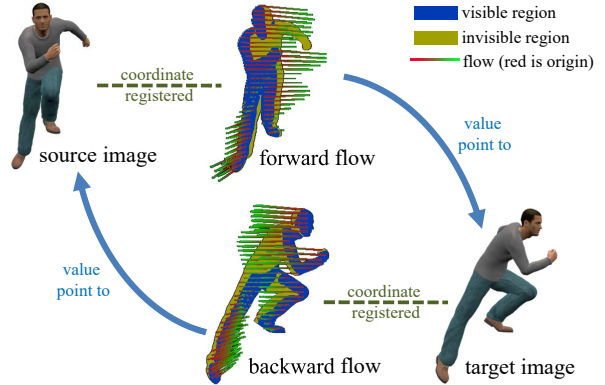 visible region
invisible region
flow (red is origin)
coordinate
registered
source image
forward flow
value
point to
value
point to
coordinate
registered
backward flow
target image